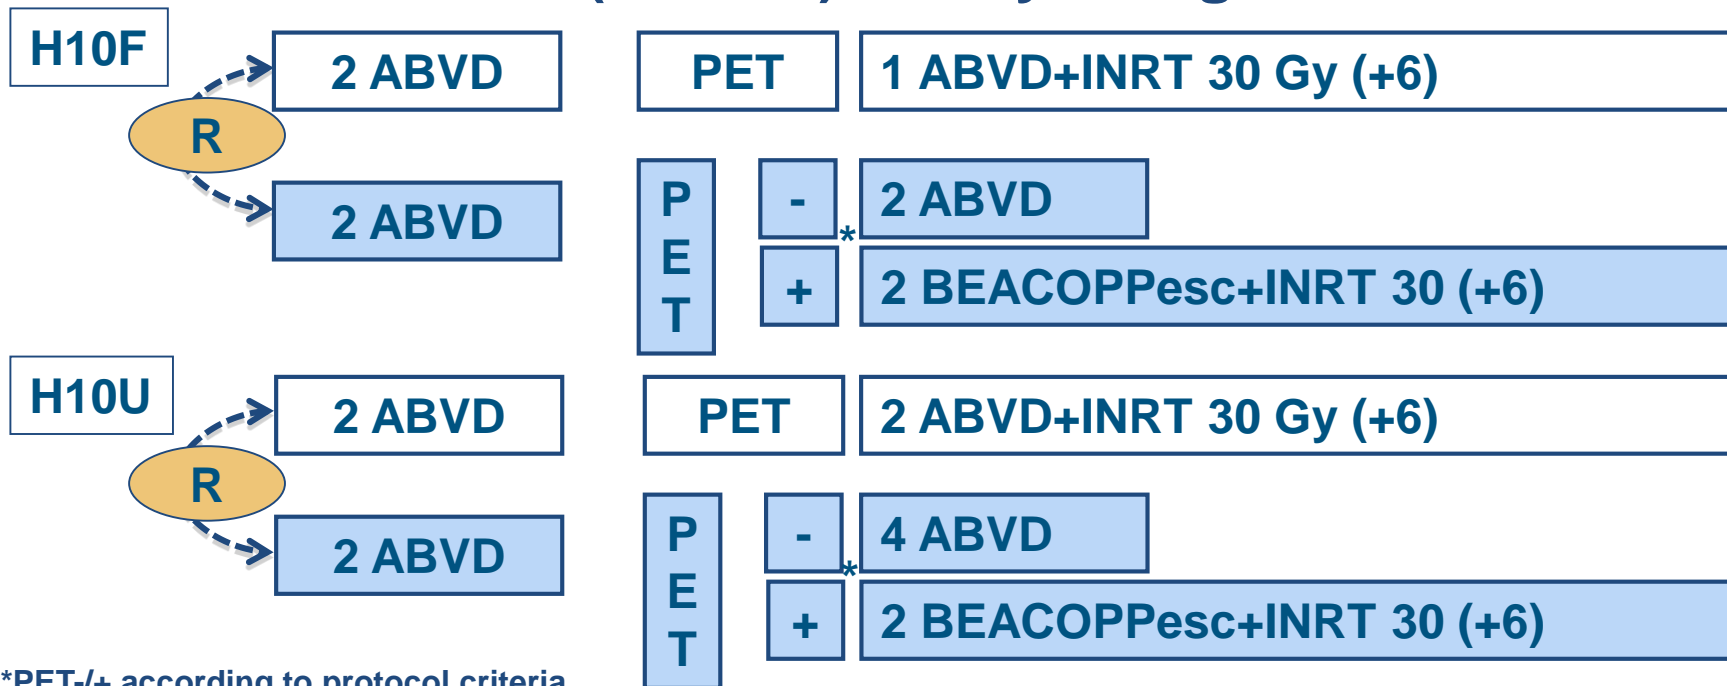 H10F
2 ABVD
PET
1 ABVD+INRT 30 Gy (+6)
R
2 ABVD
PET
-
2 ABVD
*
+
2 BEACOPPesc+INRT 30 (+6)
H10U
2 ABVD
PET
2 ABVD+INRT 30 Gy (+6)
R
2 ABVD
PET
-
4 ABVD
*
+
2 BEACOPPesc+INRT 30 (+6)
*PET-/+ according to protocol criteria